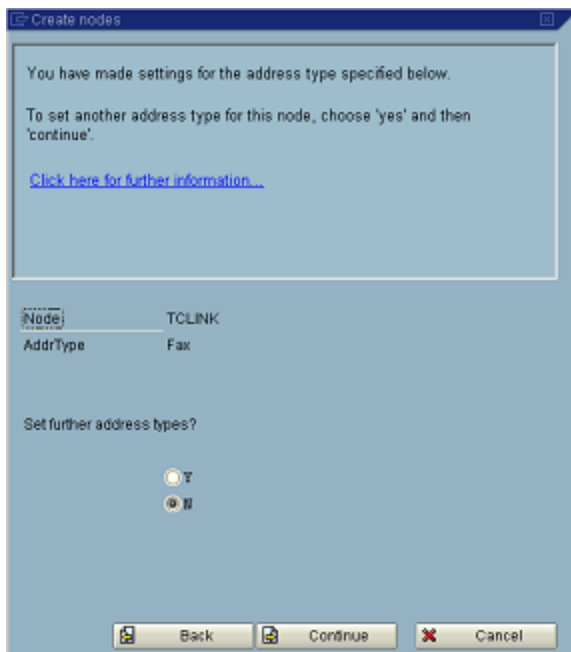 Create nodes
You have made settings for the address type specified below.
To set another address type for this node, choose 'yes' and then
'continue'.
Click here for further information...
Node TCLINK
AddrType Fax
Set further address types?
Y
N
Back Continue Cancel